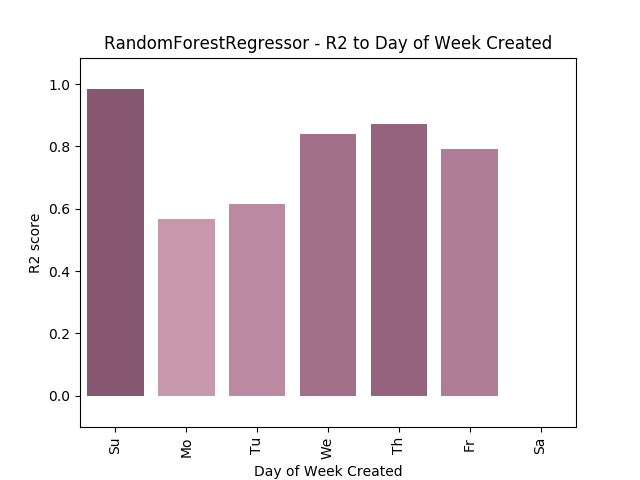 RandomForestRegressor - R2 to Day of Week Created
1.0
0.8
0.6
0.4
0.2
0.0
R2 score
Su Mo Tu We Th Fr Sa
Day of Week Created